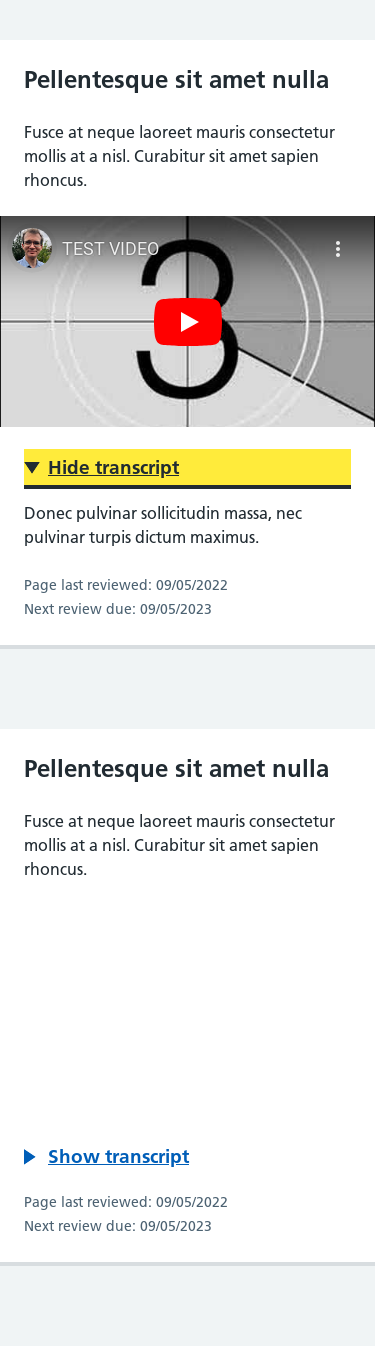 Pellentesque sit amet nulla
Fusce at neque laoreet mauris consectetur
mollis at a nisl. Curabitur sit amet sapien
rhoncus.
TEST VIDEO
3
Hide transcript
Donec pulvinar sollicitudin massa, nec
pulvinar turpis dictum maximus.
Page last reviewed: 09/05/2022
Next review due: 09/05/2023
Pellentesque sit amet nulla
Fusce at neque laoreet mauris consectetur
mollis at a nisl. Curabitur sit amet sapien
rhoncus.
Show transcript
Page last reviewed: 09/05/2022
Next review due: 09/05/2023